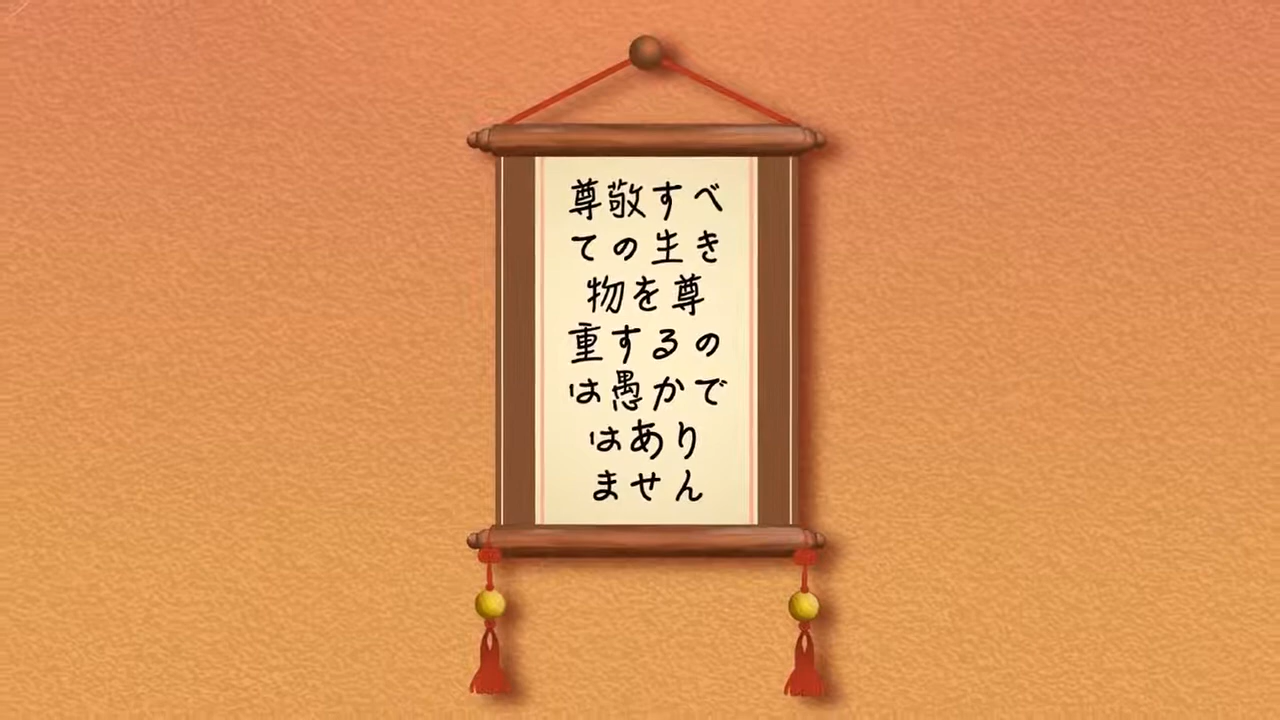 尊敬すべ
ての生き
物を尊
重するの
は愚かで
はあり
ません